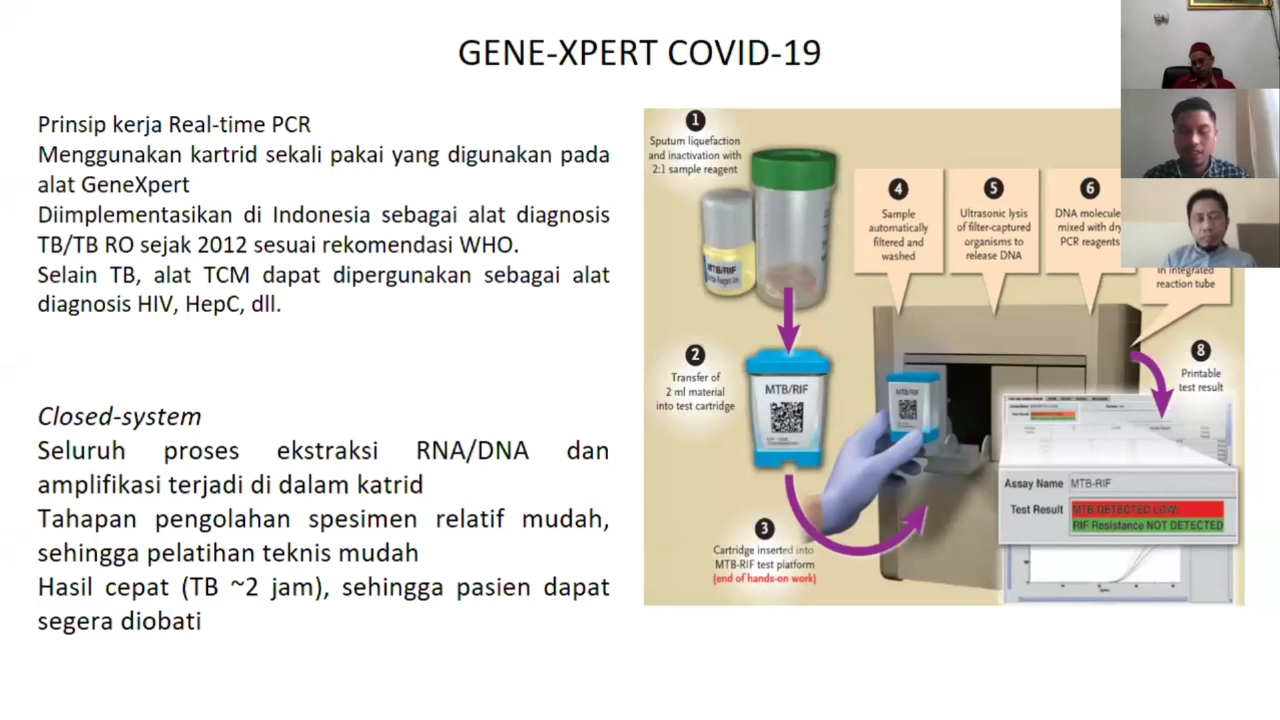 GENE-XPERT COVID-19
Prinsip kerja Real-time PCR
Menggunakan kartrid sekali pakai yang digunakan pada
alat GeneXpert
Diimplementasikan di Indonesia sebagai alat diagnosis
TB/TB RO sejak 2012 sesuai rekomendasi WHO.
Selain TB, alat TCM dapat dipergunakan sebagai alat
diagnosis HIV, HepC, dll.
Closed-system
Seluruh proses ekstraksi RNA/DNA dan
amplifikasi terjadi di dalam katrid
Tahapan pengolahan spesimen relatif mudah,
sehingga pelatihan teknis mudah
Hasil cepat (TB ~2 jam), sehingga pasien dapat
segera diobati
1
Sputum liquefaction
and inactivation with
2:1 sample reagent
MTB/RIF
2
Transfer of
2 ml material
into test cartridge
MTB/RIF
3
Cartridge inserted into
MTB-RIF test platform
(end of hands-on work)
4
Sample
automatically
filtered and
washed
5
Ultrasonic lysis
of filter-captured
organisms to
release DNA
6
DNA molecule
mixed with dry
PCR reagents
in integrated
reaction tube
8
Printable
test result
MTB/RIF
Assay Name MTB-RIF
Test Result MTB DETECTED LOW;
RIF Resistance NOT DETECTED